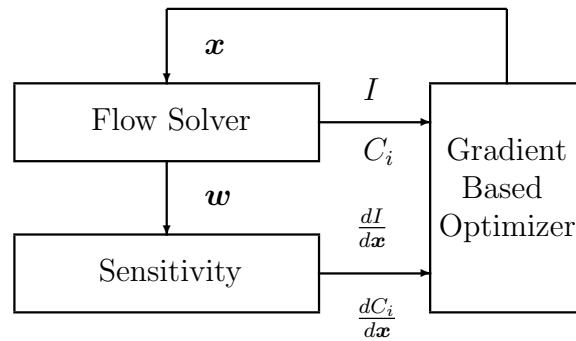 x
I
Flow Solver
C_i
w
Gradient
Based
Optimizer
dI/dx
Sensitivity
dC_i/dx